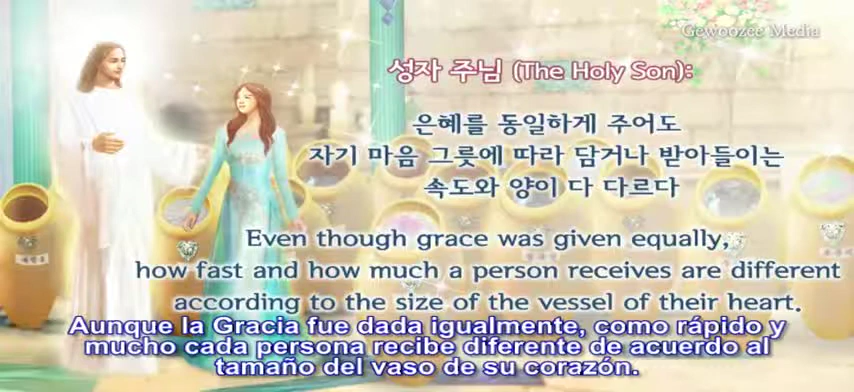 Gewoozee Media
성자 주님 (The Holy Son):
은혜를 동일하게 주어도
자기 마음 그릇에 따라 담거나 받아들이는
속도와 양이 다 다르다
Even though grace was given equally,
how fast and how much a person receives are different
according to the size of the vessel of their heart.
Aunque la Gracia fue dada igualmente, como rápido y
mucho cada persona recibe diferente de acuerdo al
tamaño del vaso de su corazón.